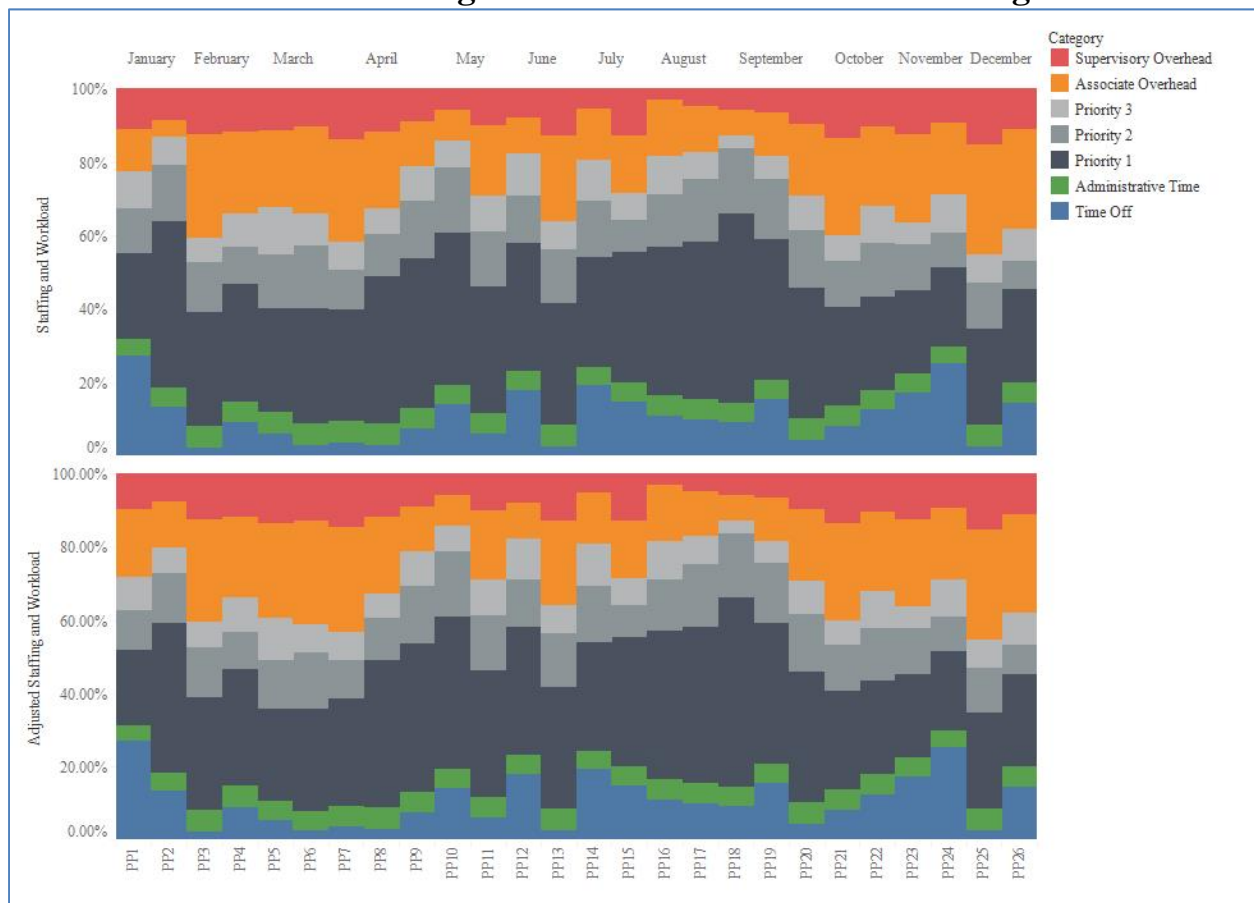 January February March April May June July August September October November December
Category
Supervisory Overhead
Associate Overhead
Priority 3
Priority 2
Priority 1
Administrative Time
Time Off
Staffing and Workload
100%
80%
60%
40%
20%
0%
Adjusted Staffing and Workload
100.00%
80.00%
60.00%
40.00%
20.00%
0.00%
PP1 PP2 PP3 PP4 PP5 PP6 PP7 PP8 PP9 PP10 PP11 PP12 PP13 PP14 PP15 PP16 PP17 PP18 PP19 PP20 PP21 PP22 PP23 PP24 PP25 PP26